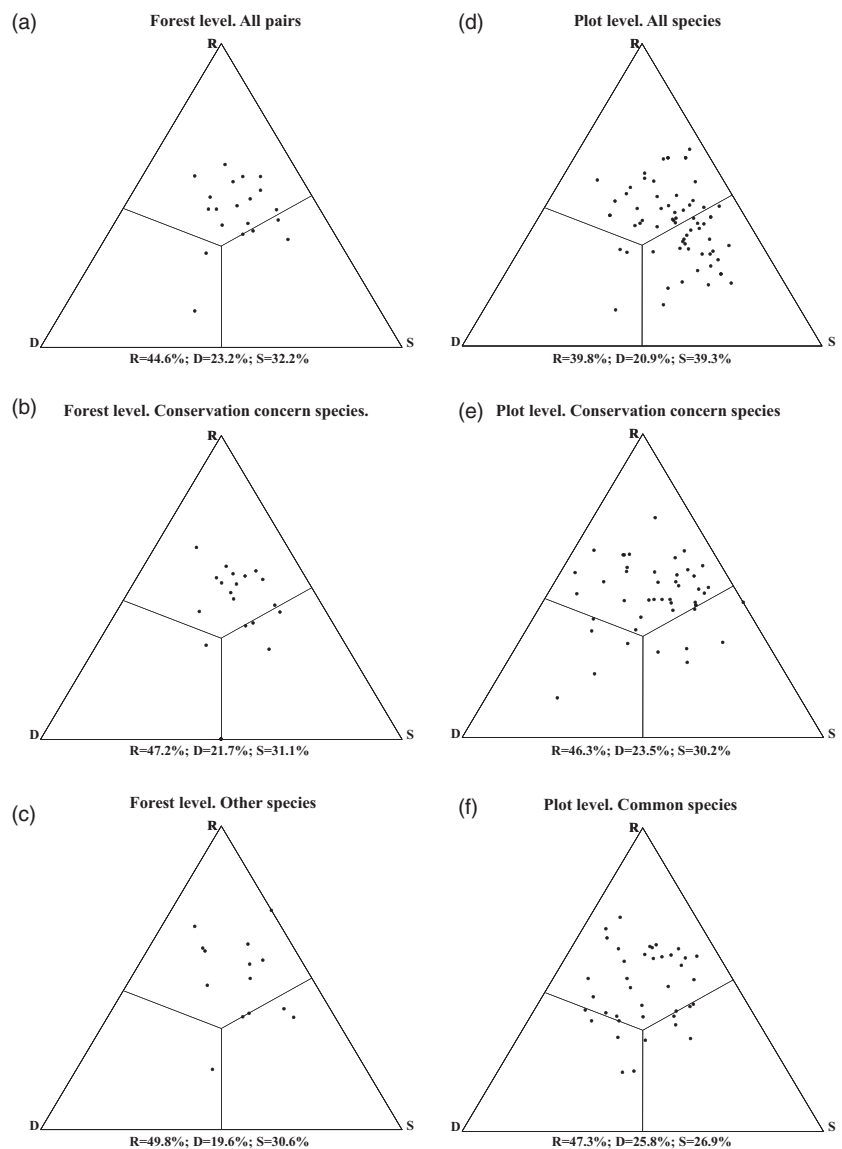 (a)
Forest level. All pairs
R
D
S
R=44.6%; D=23.2%; S=32.2%
(b)
Forest level. Conservation concern species.
R
D
S
R=47.2%; D=21.7%; S=31.1%
(c)
Forest level. Other species
R
D
S
R=49.8%; D=19.6%; S=30.6%
(d)
Plot level. All species
R
D
S
R=39.8%; D=20.9%; S=39.3%
(e)
Plot level. Conservation concern species
R
D
S
R=46.3%; D=23.5%; S=30.2%
(f)
Plot level. Common species
R
D
S
R=47.3%; D=25.8%; S=26.9%